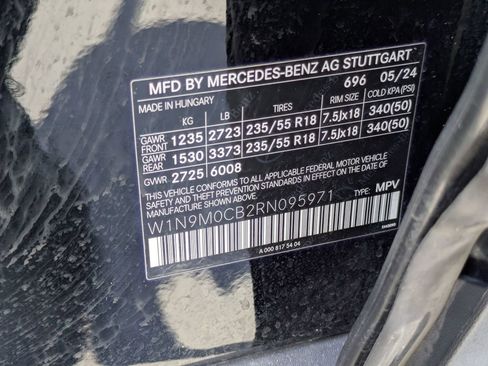 MFD BY MERCEDES-BENZ AG STUTTGART
MADE IN HUNGARY 696 05/24
KG LB TIRES RIM SIZE COLD KPA (PSI)
GAWR FRONT 1235 2723 235/55 R18 7.5Jx18 340(50)
GAWR REAR 1530 3373 235/55 R18 7.5Jx18 340(50)
GVWR 2725 6008
THIS VEHICLE CONFORMS TO ALL APPLICABLE FEDERAL MOTOR VEHICLE
SAFETY AND THEFT PREVENTION STANDARDS IN EFFECT ON THE DATE
OF MANUFACTURE SHOWN ABOVE. TYPE:
W1N9M0CB2RN095971 MPV
A 000 817 54 04